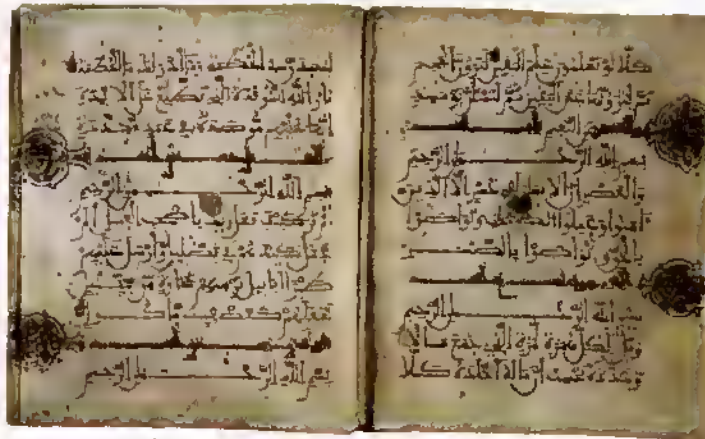 كلا لو تعلمون علم اليقين لترون الجحيم
ثم لترونها عين اليقين ثم لتسئلن يومئذ
عن النعيم
بسم الله الرحمن الرحيم
والعصر إن الإنسان لفي خسر إلا الذين
ءامنوا وعملوا الصلحت وتواصوا
بالحق وتواصوا بالصبر
بسم الله الرحمن الرحيم
ويل لكل همزة لمزة الذي جمع مالا
وعدده يحسب أن ماله أخلده كلا
لينبذن في الحطمة وما أدريك ما الحطمة
نار الله الموقدة التي تطلع على الأفئدة
إنها عليهم موصدة في عمد ممددة
بسم الله الرحمن الرحيم
ألم تر كيف فعل ربك بأصحب الفيل ألم
يجعل كيدهم في تضليل وأرسل عليهم
طيرا أبابيل ترميهم بحجارة من سجيل
فجعلهم كعصف مأكول
بسم الله الرحمن الرحيم